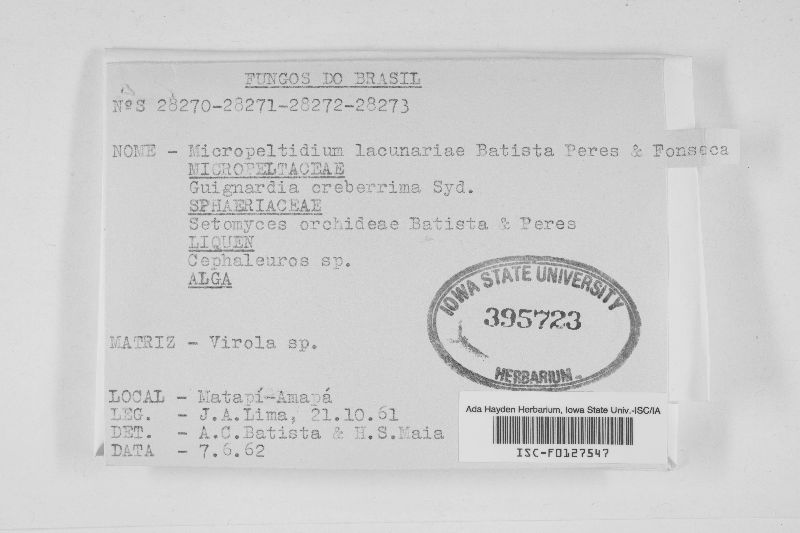 FUNGOS DO BRASIL
NºS 28270-28271-28272-28273
NOME - Micropeltidium lacunariae Batista Peres & Fonseca
MICROPELTACEAE
Guignardia creberrima Syd.
SPHAERIACEAE
Setomyces orchideae Batista & Peres
LIQUEN
Cephaleuros sp.
ALGA
MATRIZ - Virola sp.
LOCAL - Matapí-Amapá
LEG. - J.A.Lima, 21.10.61
DET. - A.C.Batista & H.S.Maia
DATA - 7.6.62
IOWA STATE UNIVERSITY
395723
HERBARIUM
Ada Hayden Herbarium, Iowa State Univ.-ISC/IA
ISC-F0127547